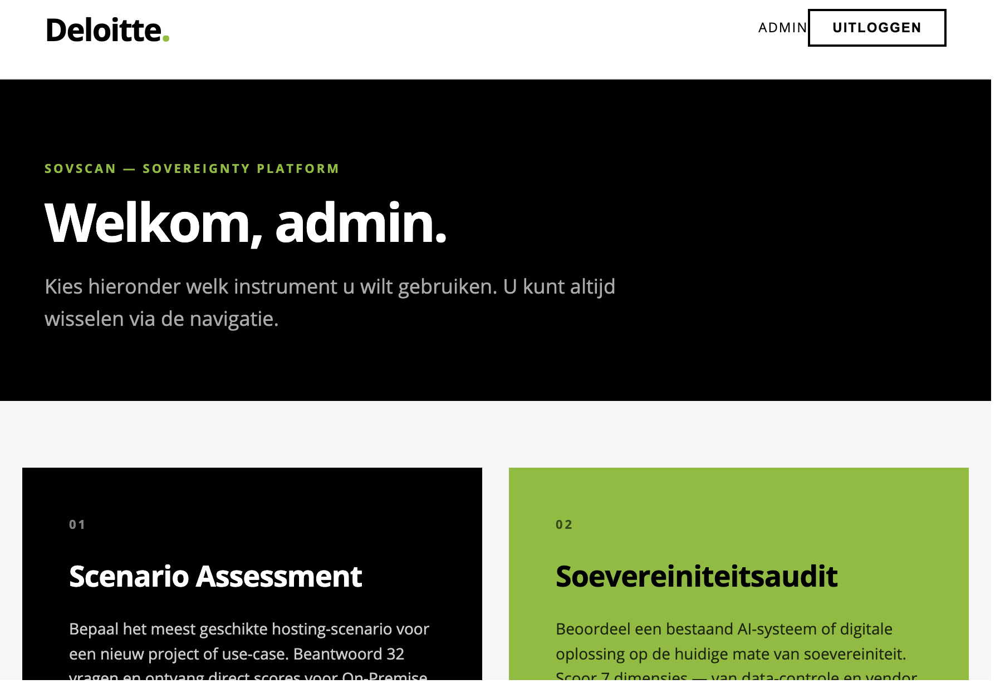 Deloitte.
ADMIN
UITLOGGEN
SOVSCAN — SOVEREIGNTY PLATFORM
Welkom, admin.
Kies hieronder welk instrument u wilt gebruiken. U kunt altijd
wisselen via de navigatie.
01
Scenario Assessment
Bepaal het meest geschikte hosting-scenario voor
een nieuw project of use-case. Beantwoord 32
vragen en ontvang direct scores voor On-Premise
02
Soevereiniteitsaudit
Beoordeel een bestaand AI-systeem of digitale
oplossing op de huidige mate van soevereiniteit.
Scoor 7 dimensies — van data-controle en vendor